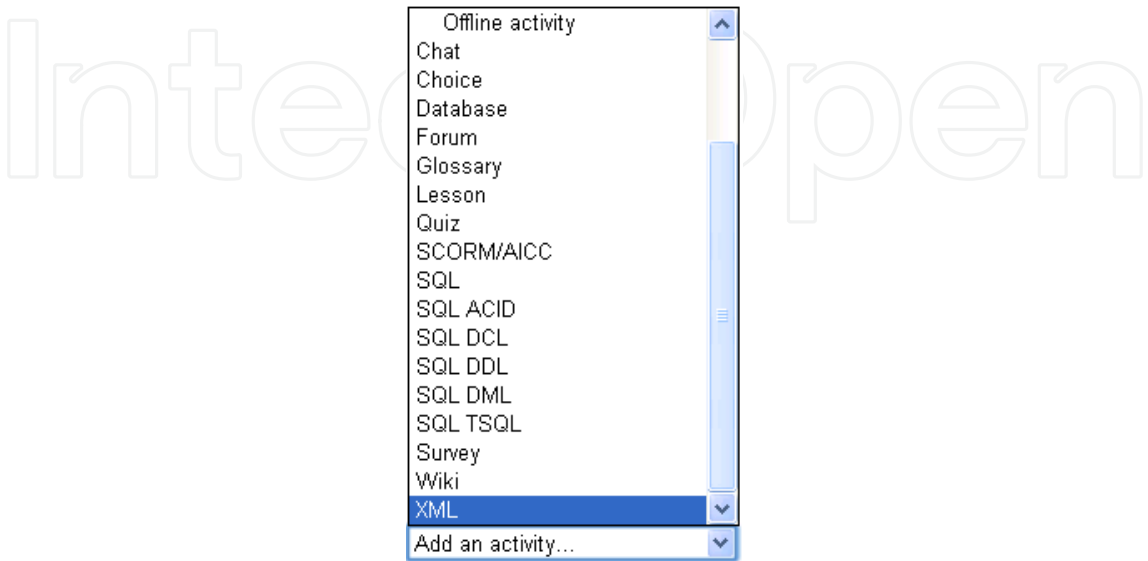 Offline activity
Chat
Choice
Database
Forum
Glossary
Lesson
Quiz
SCORM/AICC
SQL
SQL ACID
SQL DCL
SQL DDL
SQL DML
SQL TSQL
Survey
Wiki
XML
Add an activity...